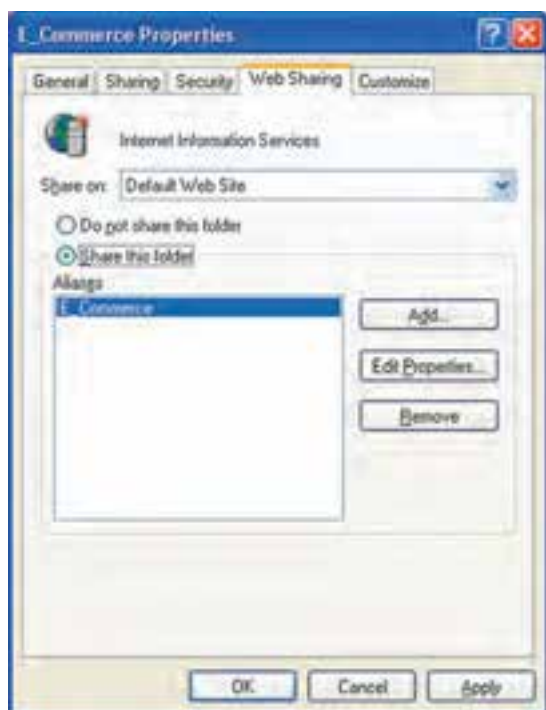 E_Commerce Properties
General Sharing Security Web Sharing Customize
Internet Information Services
Share on: Default Web Site
Do not share this folder
Share this folder
Aliases
E_Commerce
Add...
Edit Properties...
Remove
OK Cancel Apply